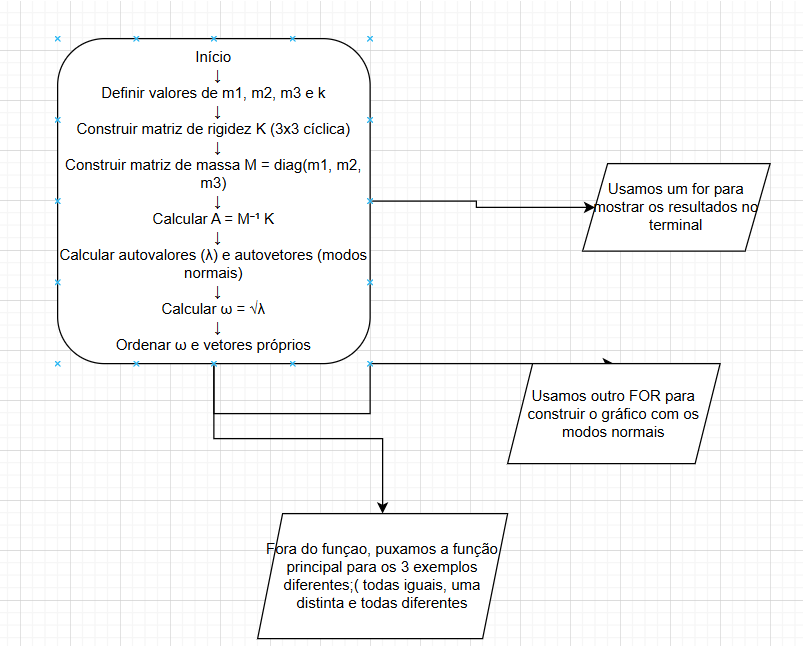 Início
↓
Definir valores de m1, m2, m3 e k
↓
Construir matriz de rigidez K (3x3 cíclica)
↓
Construir matriz de massa M = diag(m1, m2,
m3)
↓
Calcular A = M⁻¹ K
↓
Calcular autovalores (λ) e autovetores (modos
normais)
↓
Calcular ω = √λ
↓
Ordenar ω e vetores próprios
Usamos um for para
mostrar os resultados no
terminal
Usamos outro FOR para
construir o gráfico com os
modos normais
Fora do funçao, puxamos a função
principal para os 3 exemplos
diferentes;( todas iguais, uma
distinta e todas diferentes